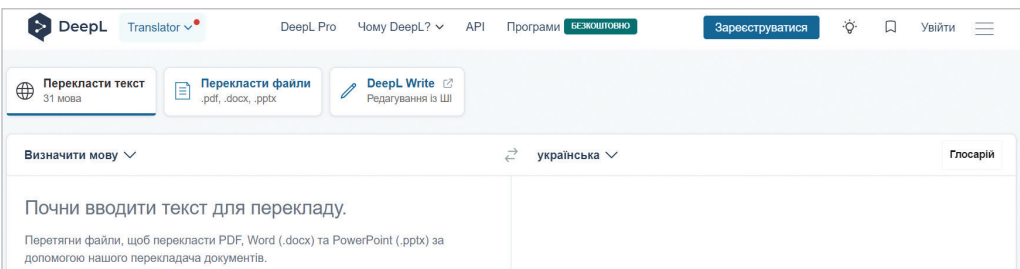 DeepL Translator DeepL Pro Чому DeepL? API Програми БЕЗКОШТОВНО Зареєструватися Увійти
Перекласти текст Перекласти файли DeepL Write
31 мова .pdf, .docx, .pptx Редагування із ШІ
Визначити мову українська Глосарій
Почни вводити текст для перекладу.
Перетягни файли, щоб перекласти PDF, Word (.docx) та PowerPoint (.pptx) за
допомогою нашого перекладача документів.